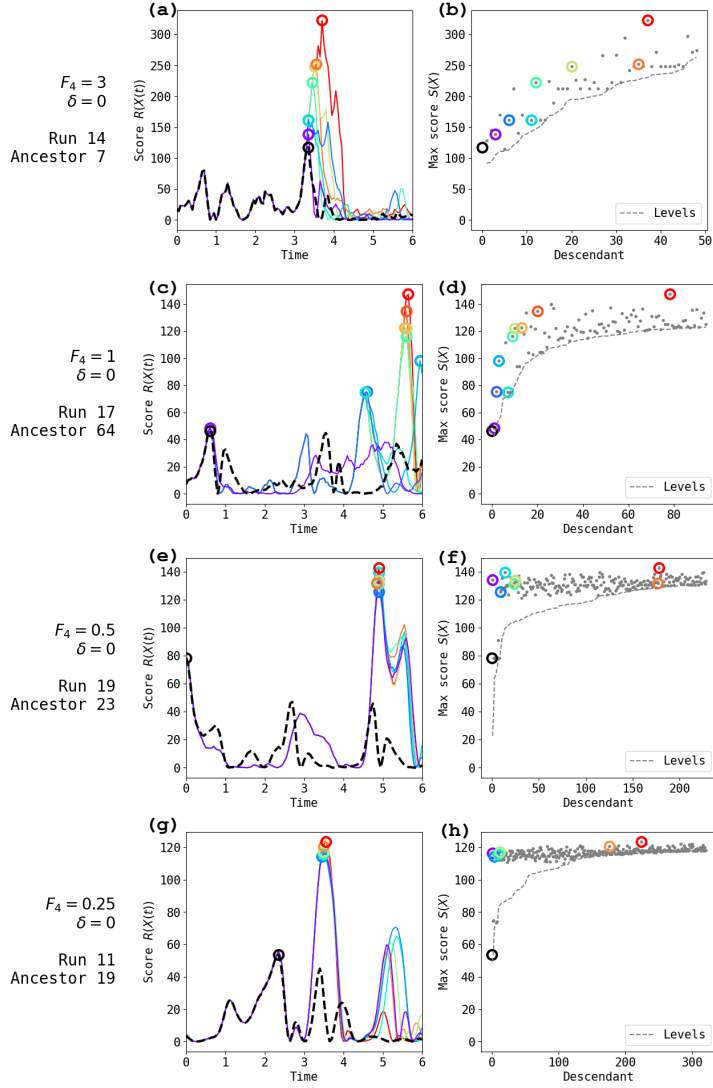 (a)
(b)
F₄ = 3
δ = 0
Run 14
Ancestor 7
Score R(X(t))
300
250
200
150
100
50
0
0 1 2 3 4 5 6
Time
Max score S(X)
300
250
200
150
100
50
0
Levels
0 10 20 30 40 50
Descendant
(c)
(d)
F₄ = 1
δ = 0
Run 17
Ancestor 64
Score R(X(t))
140
120
100
80
60
40
20
0
0 1 2 3 4 5 6
Time
Max score S(X)
140
120
100
80
60
40
20
0
Levels
0 20 40 60 80
Descendant
(e)
(f)
F₄ = 0.5
δ = 0
Run 19
Ancestor 23
Score R(X(t))
140
120
100
80
60
40
20
0
0 1 2 3 4 5 6
Time
Max score S(X)
140
120
100
80
60
40
20
0
Levels
0 50 100 150 200
Descendant
(g)
(h)
F₄ = 0.25
δ = 0
Run 11
Ancestor 19
Score R(X(t))
120
100
80
60
40
20
0
0 1 2 3 4 5 6
Time
Max score S(X)
120
100
80
60
40
20
0
Levels
0 100 200 300
Descendant